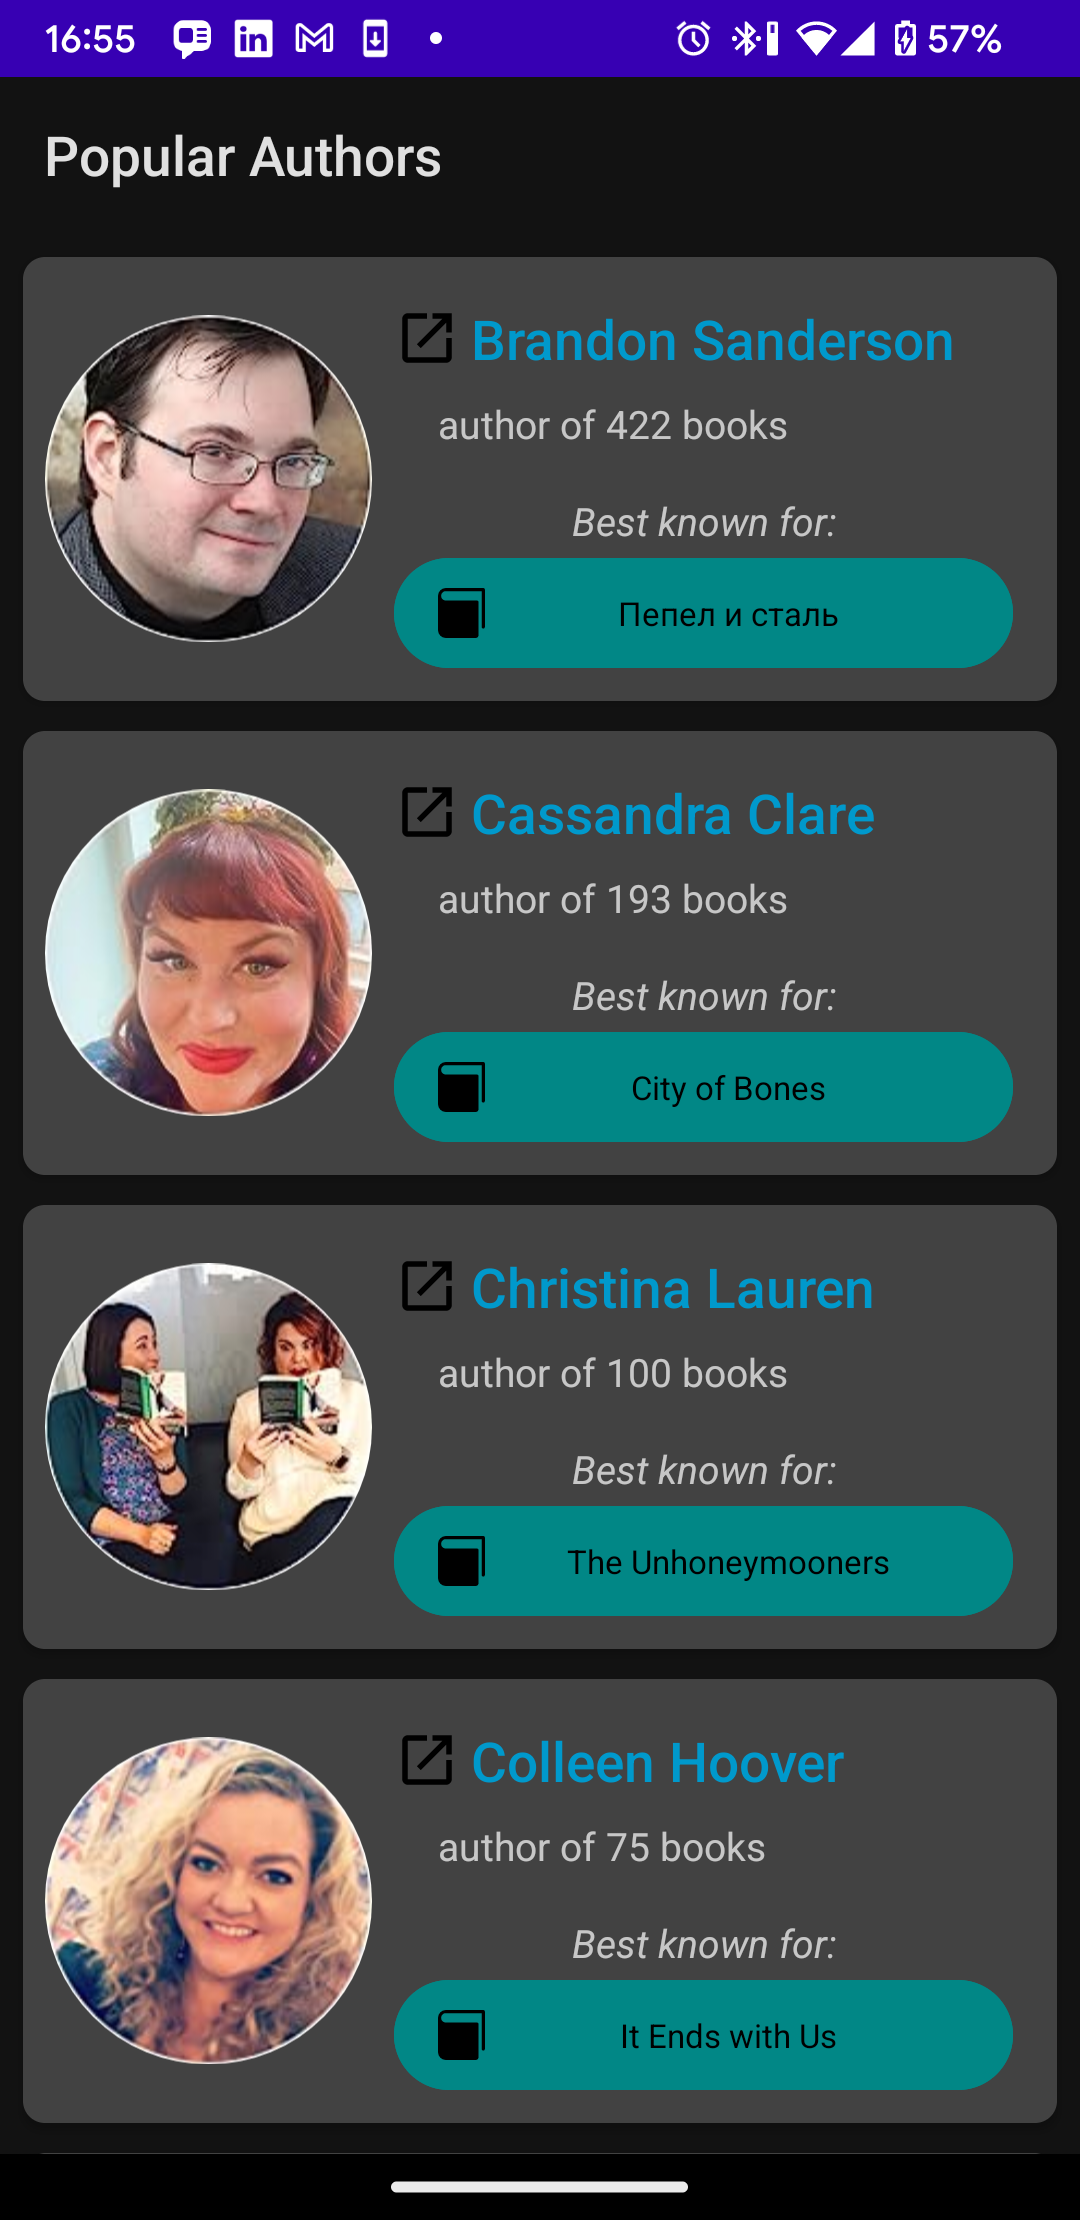 16:55
57%
Popular Authors
Brandon Sanderson
author of 422 books
Best known for:
Пепел и сталь
Cassandra Clare
author of 193 books
Best known for:
City of Bones
Christina Lauren
author of 100 books
Best known for:
The Unhoneymooners
Colleen Hoover
author of 75 books
Best known for:
It Ends with Us